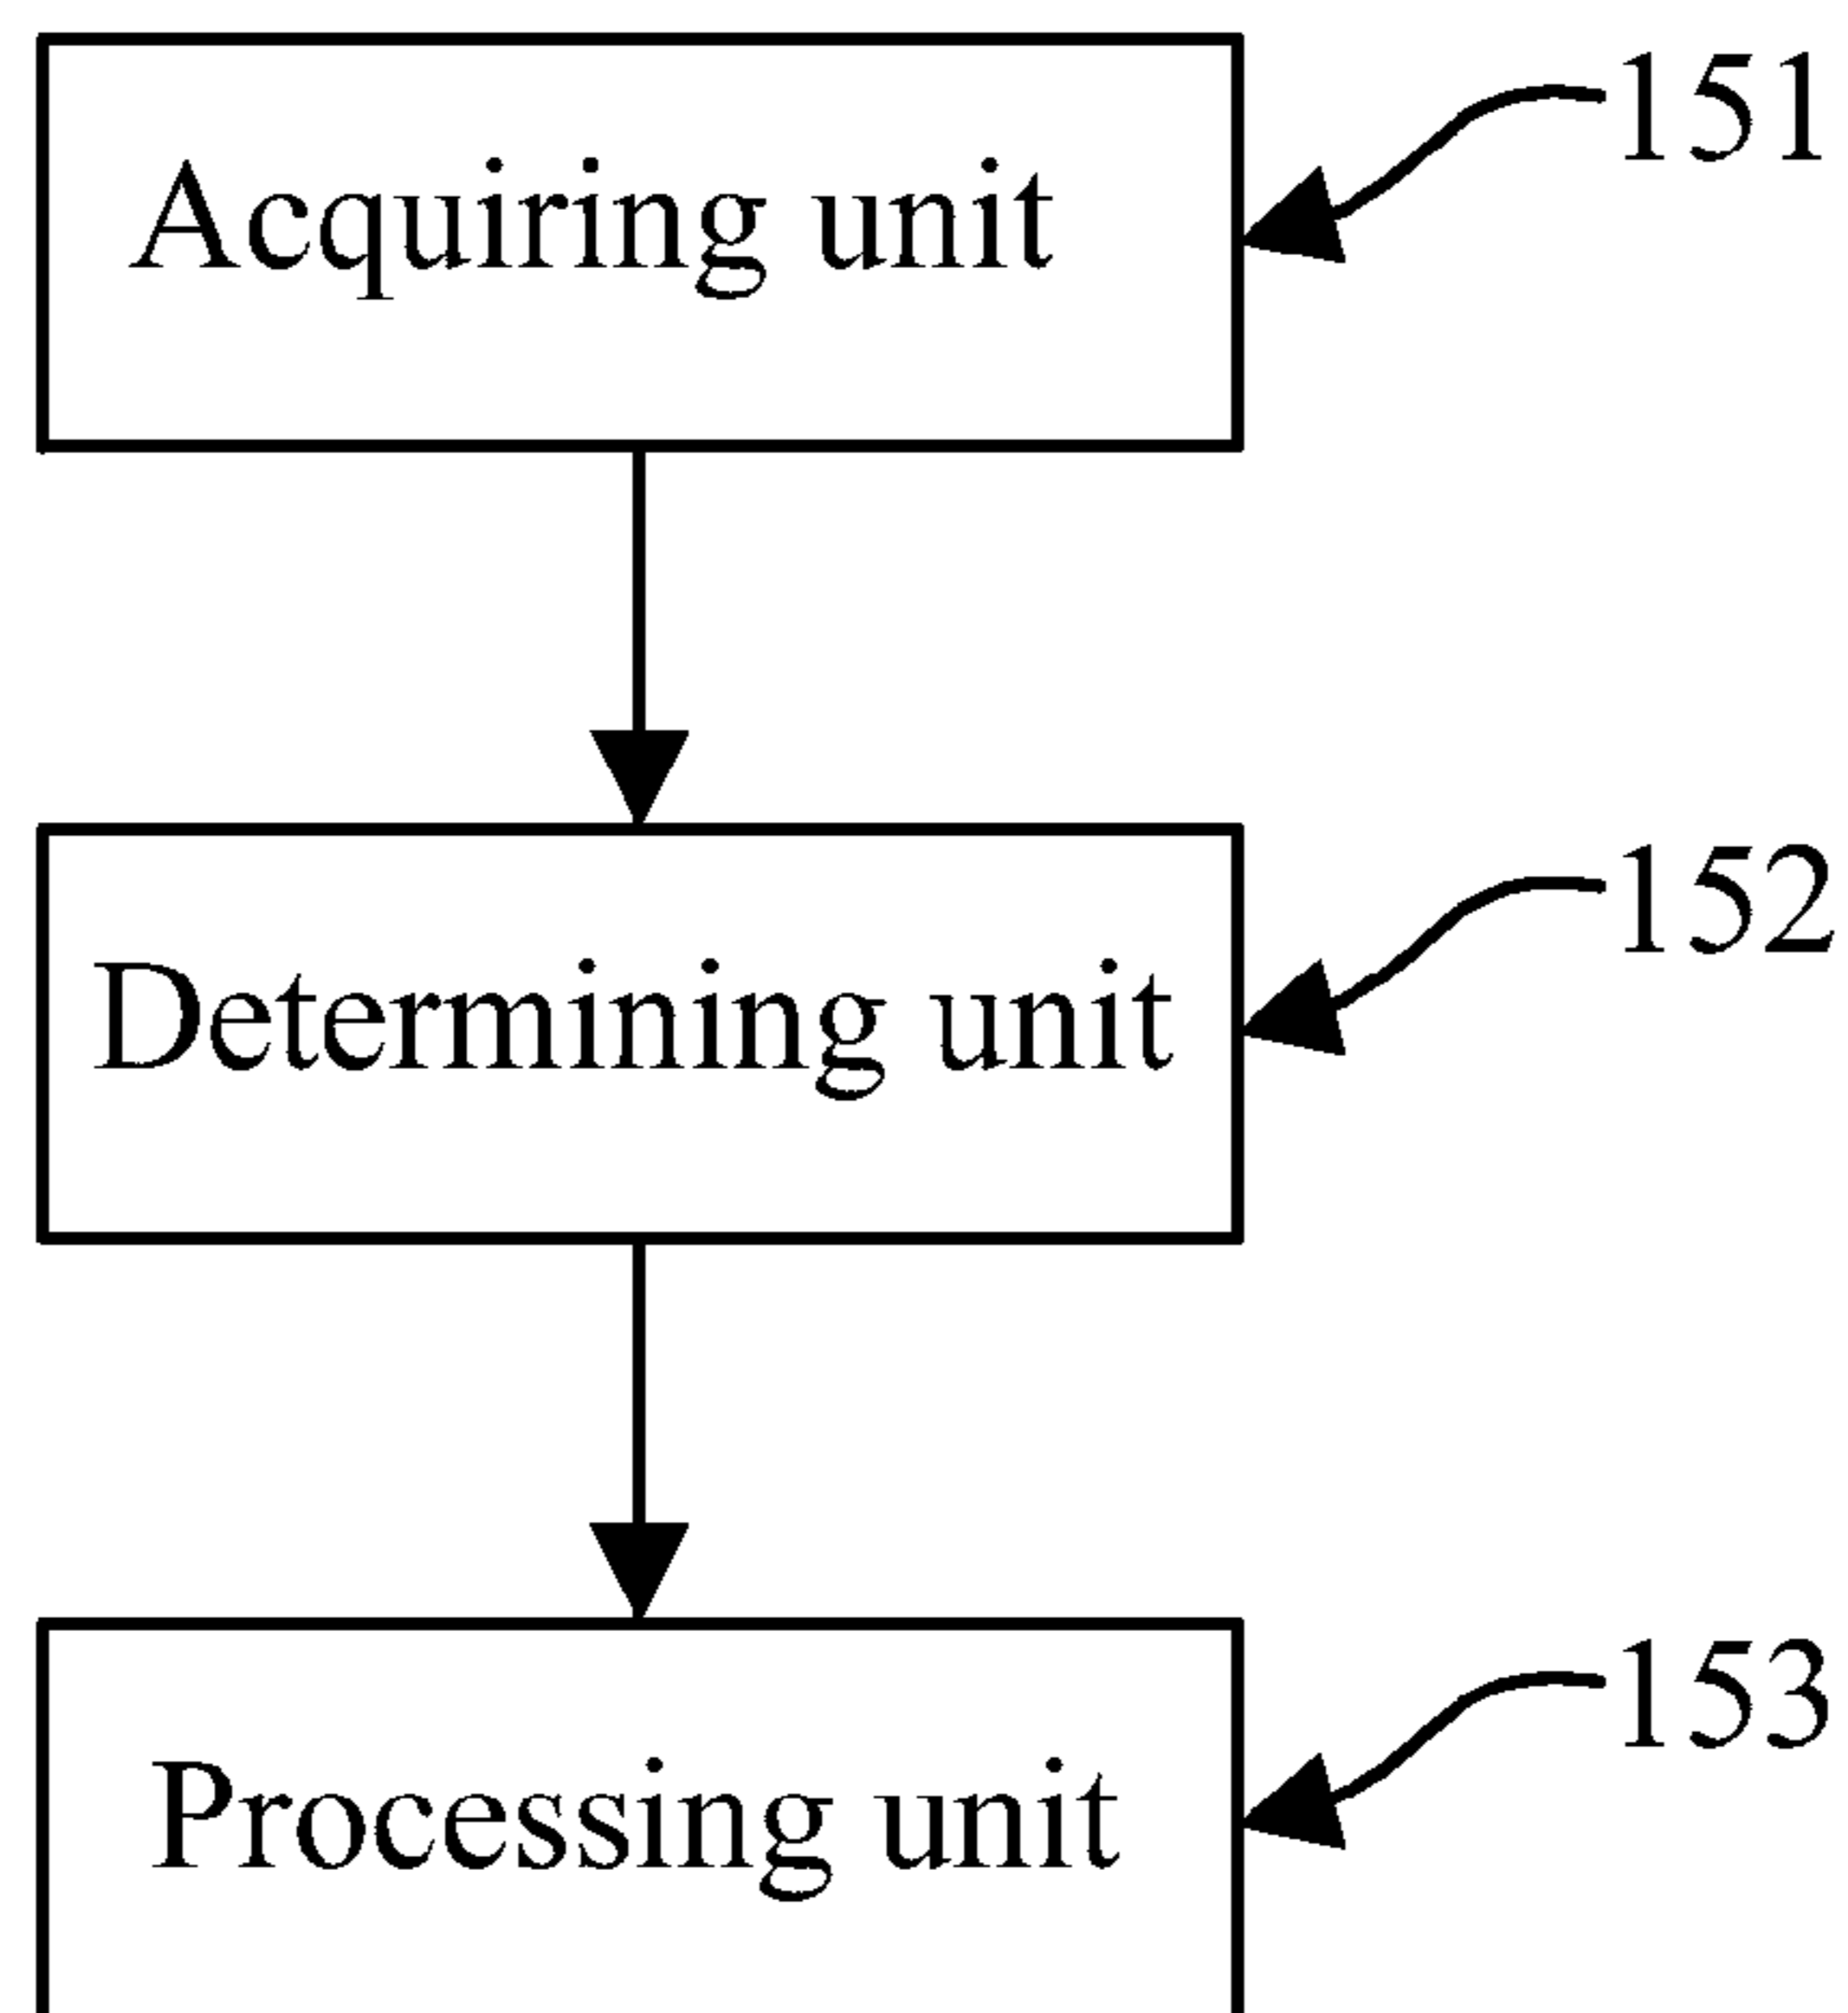 Acquiring unit
151
Determining unit
152
Processing unit
153